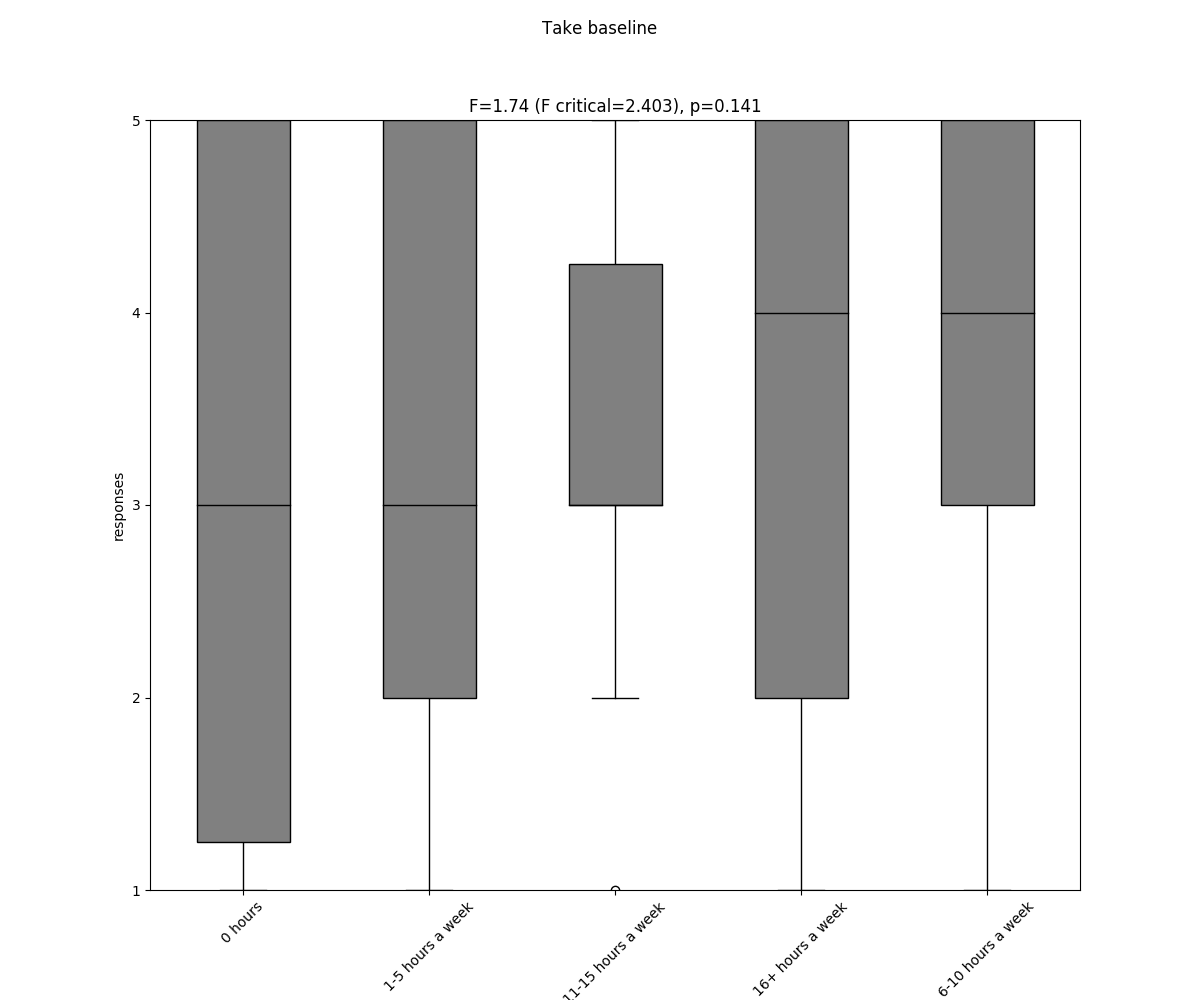 Take baseline
F=1.74 (F critical=2.403), p=0.141
5
4
3
2
1
responses
0 hours
1-5 hours a week
11-15 hours a week
16+ hours a week
6-10 hours a week